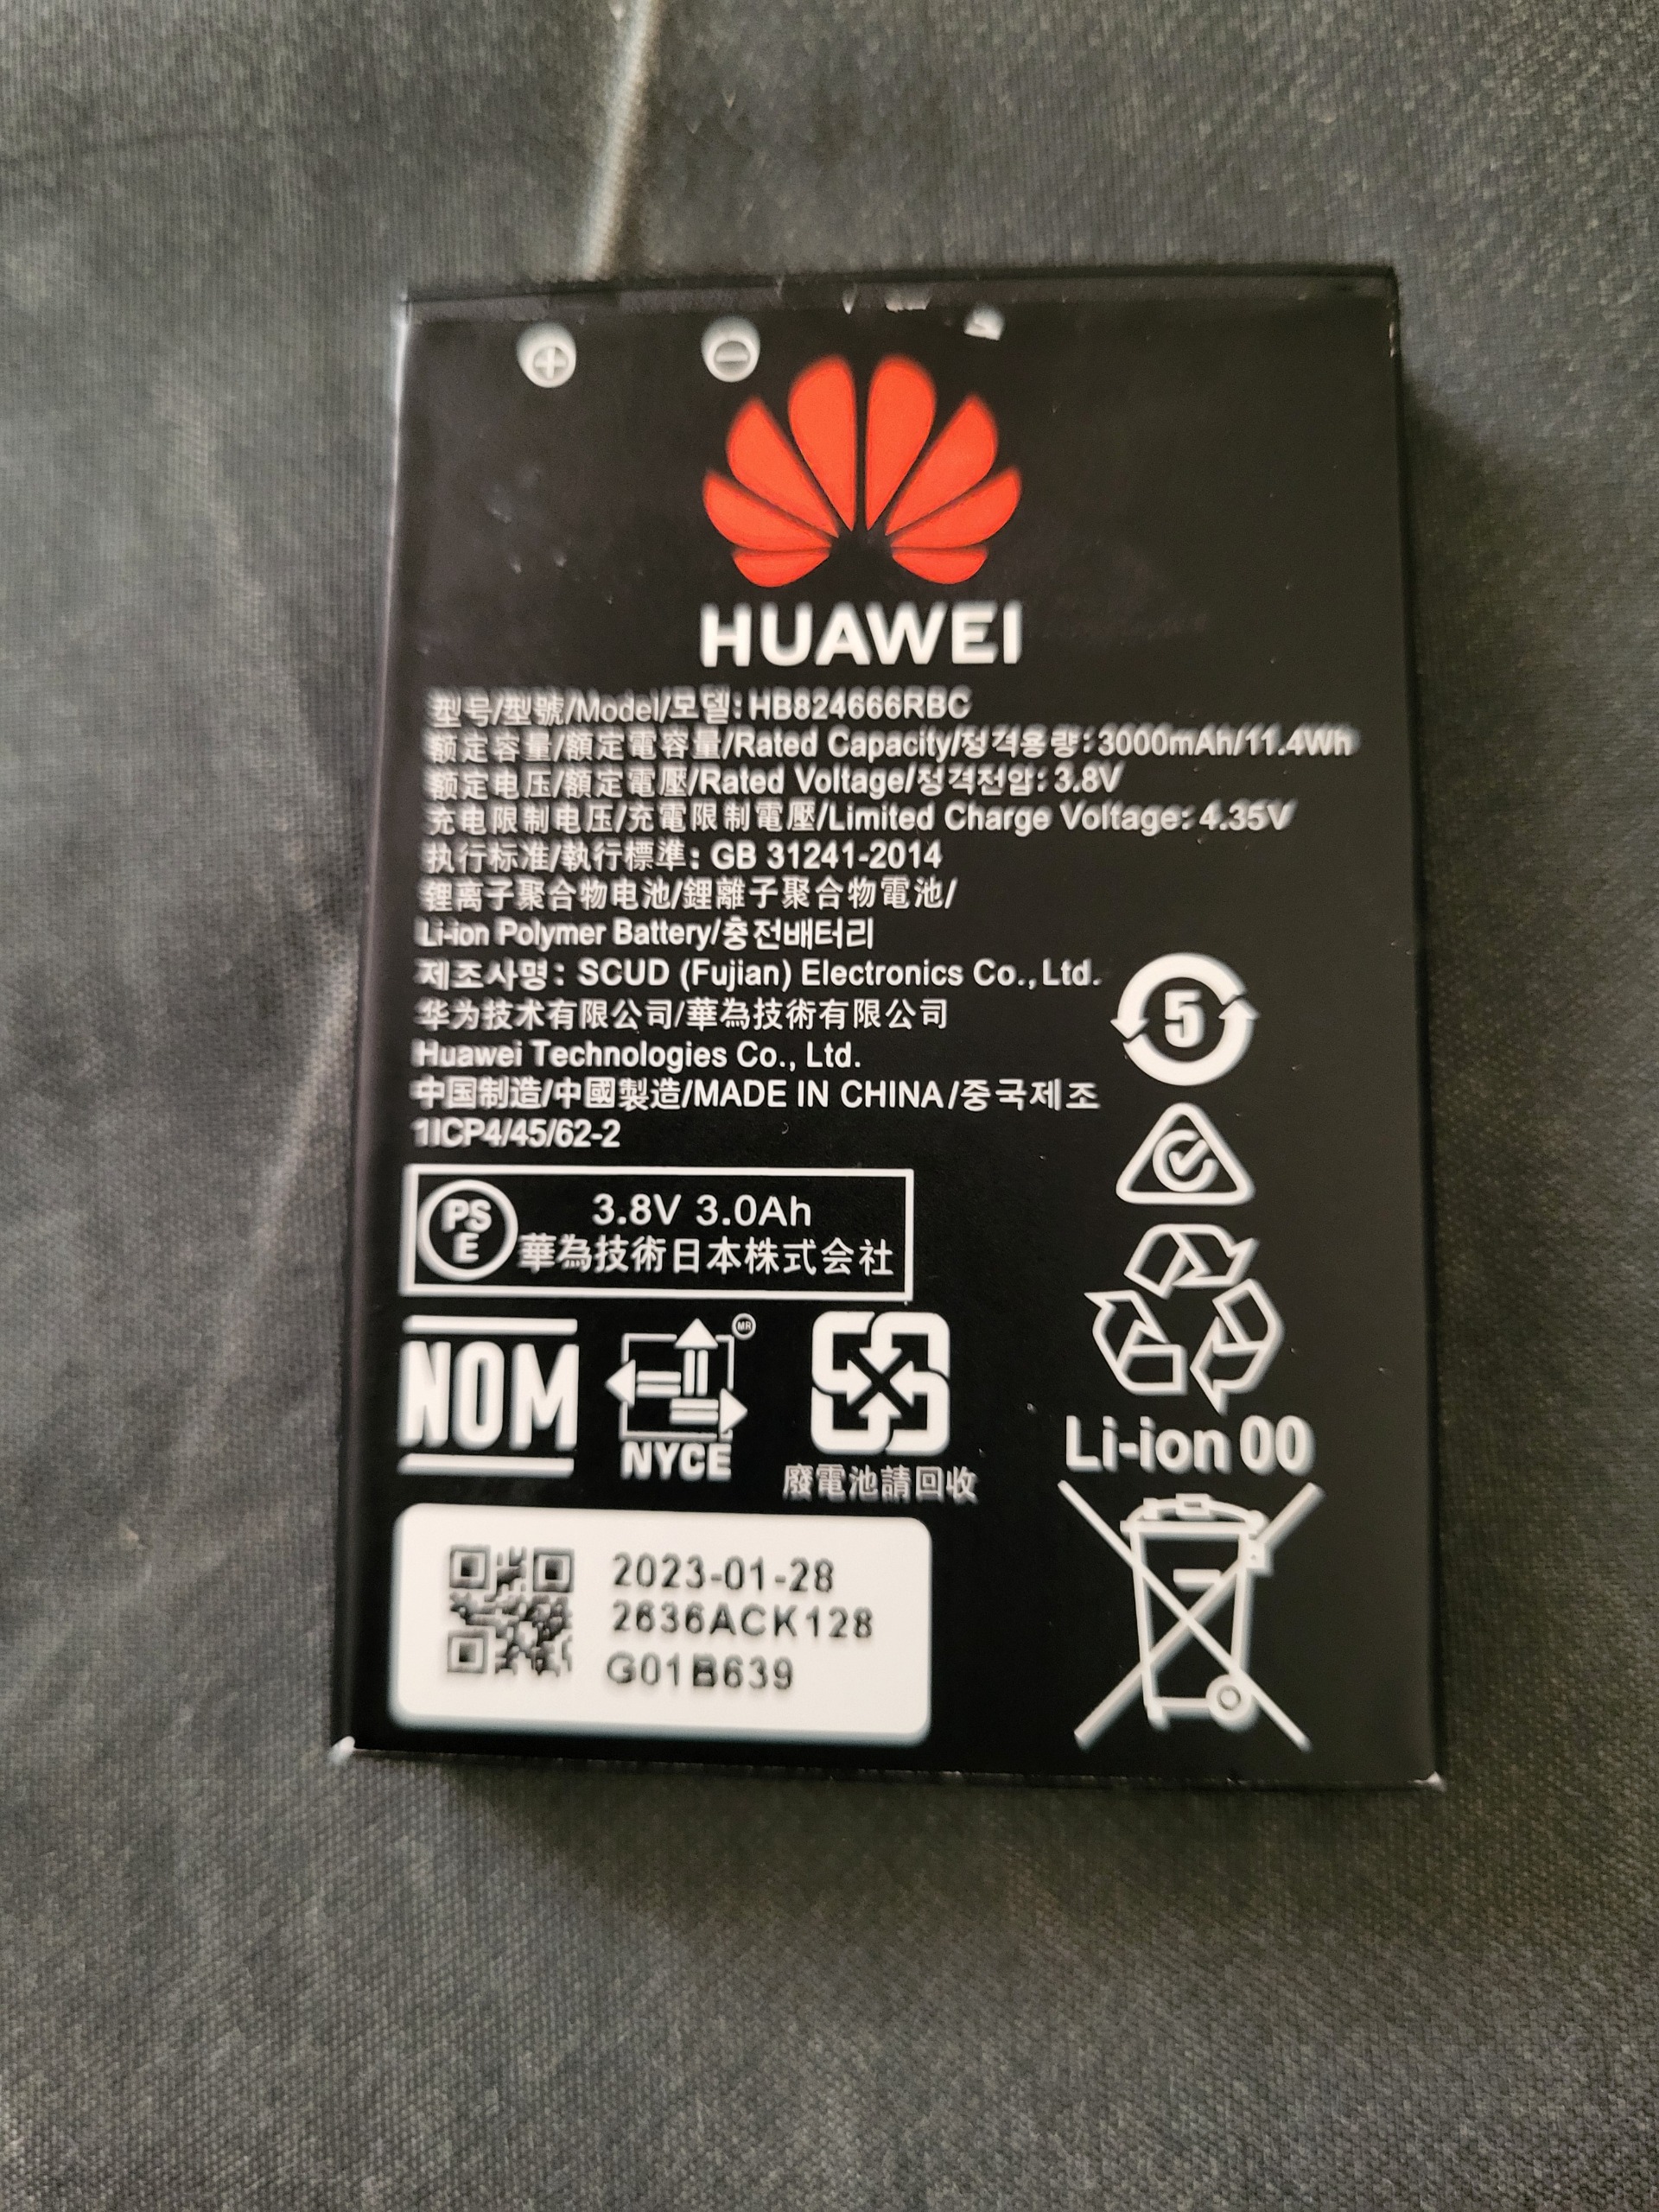 HUAWEI
型号/型號/Model/모델: HB824666RBC
额定容量/額定電容量/Rated Capacity/정격용량: 3000mAh/11.4Wh
额定电压/額定電壓/Rated Voltage/정격전압: 3.8V
充电限制电压/充電限制電壓/Limited Charge Voltage: 4.35V
执行标准/執行標準: GB 31241-2014
锂离子聚合物电池/鋰離子聚合物電池/
Li-ion Polymer Battery/충전배터리
제조사명: SCUD (Fujian) Electronics Co., Ltd.
华为技术有限公司/華為技術有限公司
Huawei Technologies Co., Ltd.
中国制造/中國製造/MADE IN CHINA/중국제조
1ICP4/45/62-2
5
PS
E
3.8V 3.0Ah
華為技術日本株式会社
NOM
NYCE
MR
廢電池請回收
Li-ion 00
2023-01-28
2636ACK128
G01B639